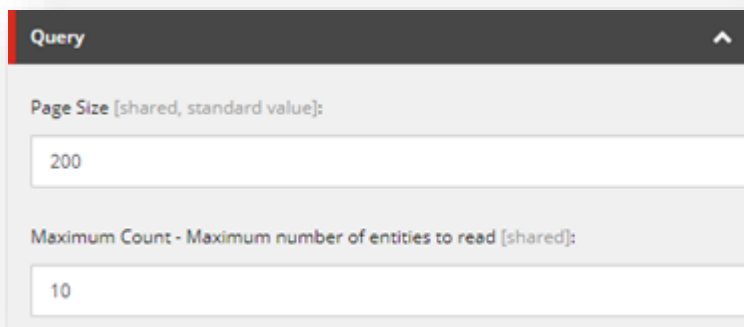 Query
Page Size [shared, standard value]:
200
Maximum Count - Maximum number of entities to read [shared]:
10